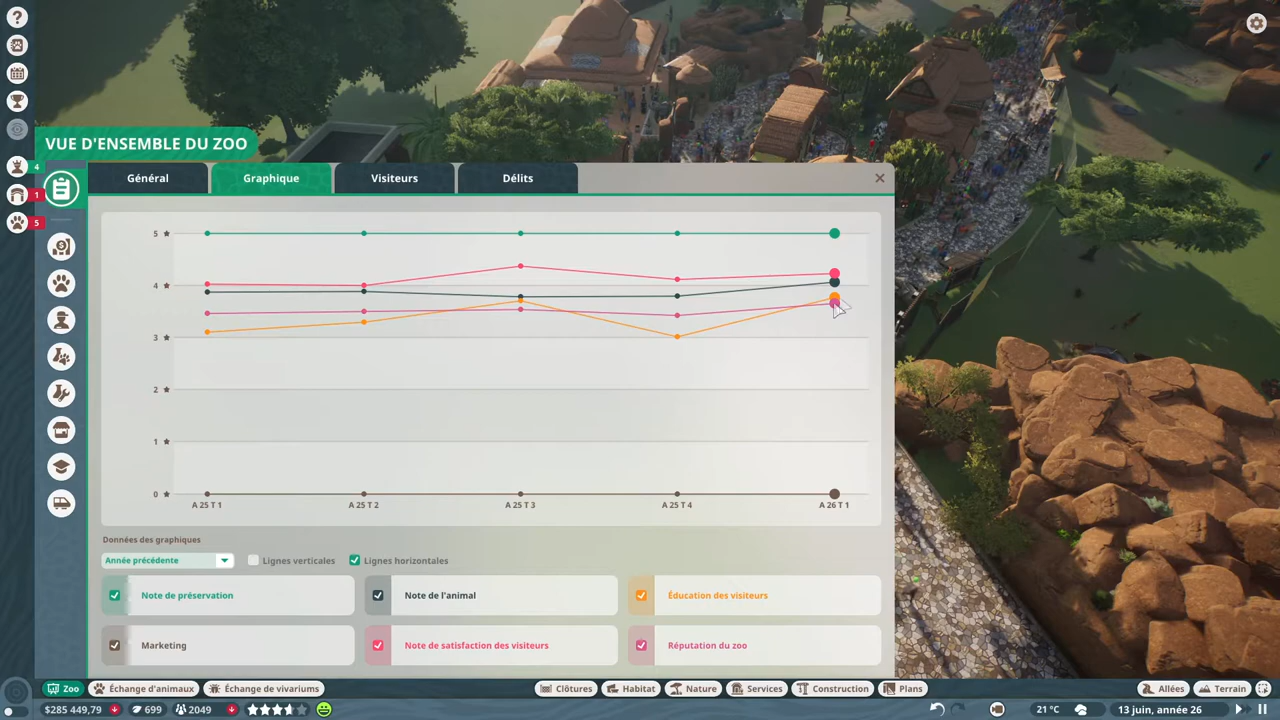 ?
VUE D'ENSEMBLE DU ZOO
4
1
5
Général
Graphique
Visiteurs
Délits
5
4
3
2
1
0
A 25 T 1
A 25 T 2
A 25 T 3
A 25 T 4
A 26 T 1
Données des graphiques
Année précédente
Lignes verticales
Lignes horizontales
Note de préservation
Note de l'animal
Éducation des visiteurs
Marketing
Note de satisfaction des visiteurs
Réputation du zoo
Zoo
Échange d'animaux
Échange de vivariums
Clôtures
Habitat
Nature
Services
Construction
Plans
Allées
Terrain
$285 449,79
699
2049
21 °C
13 juin, année 26